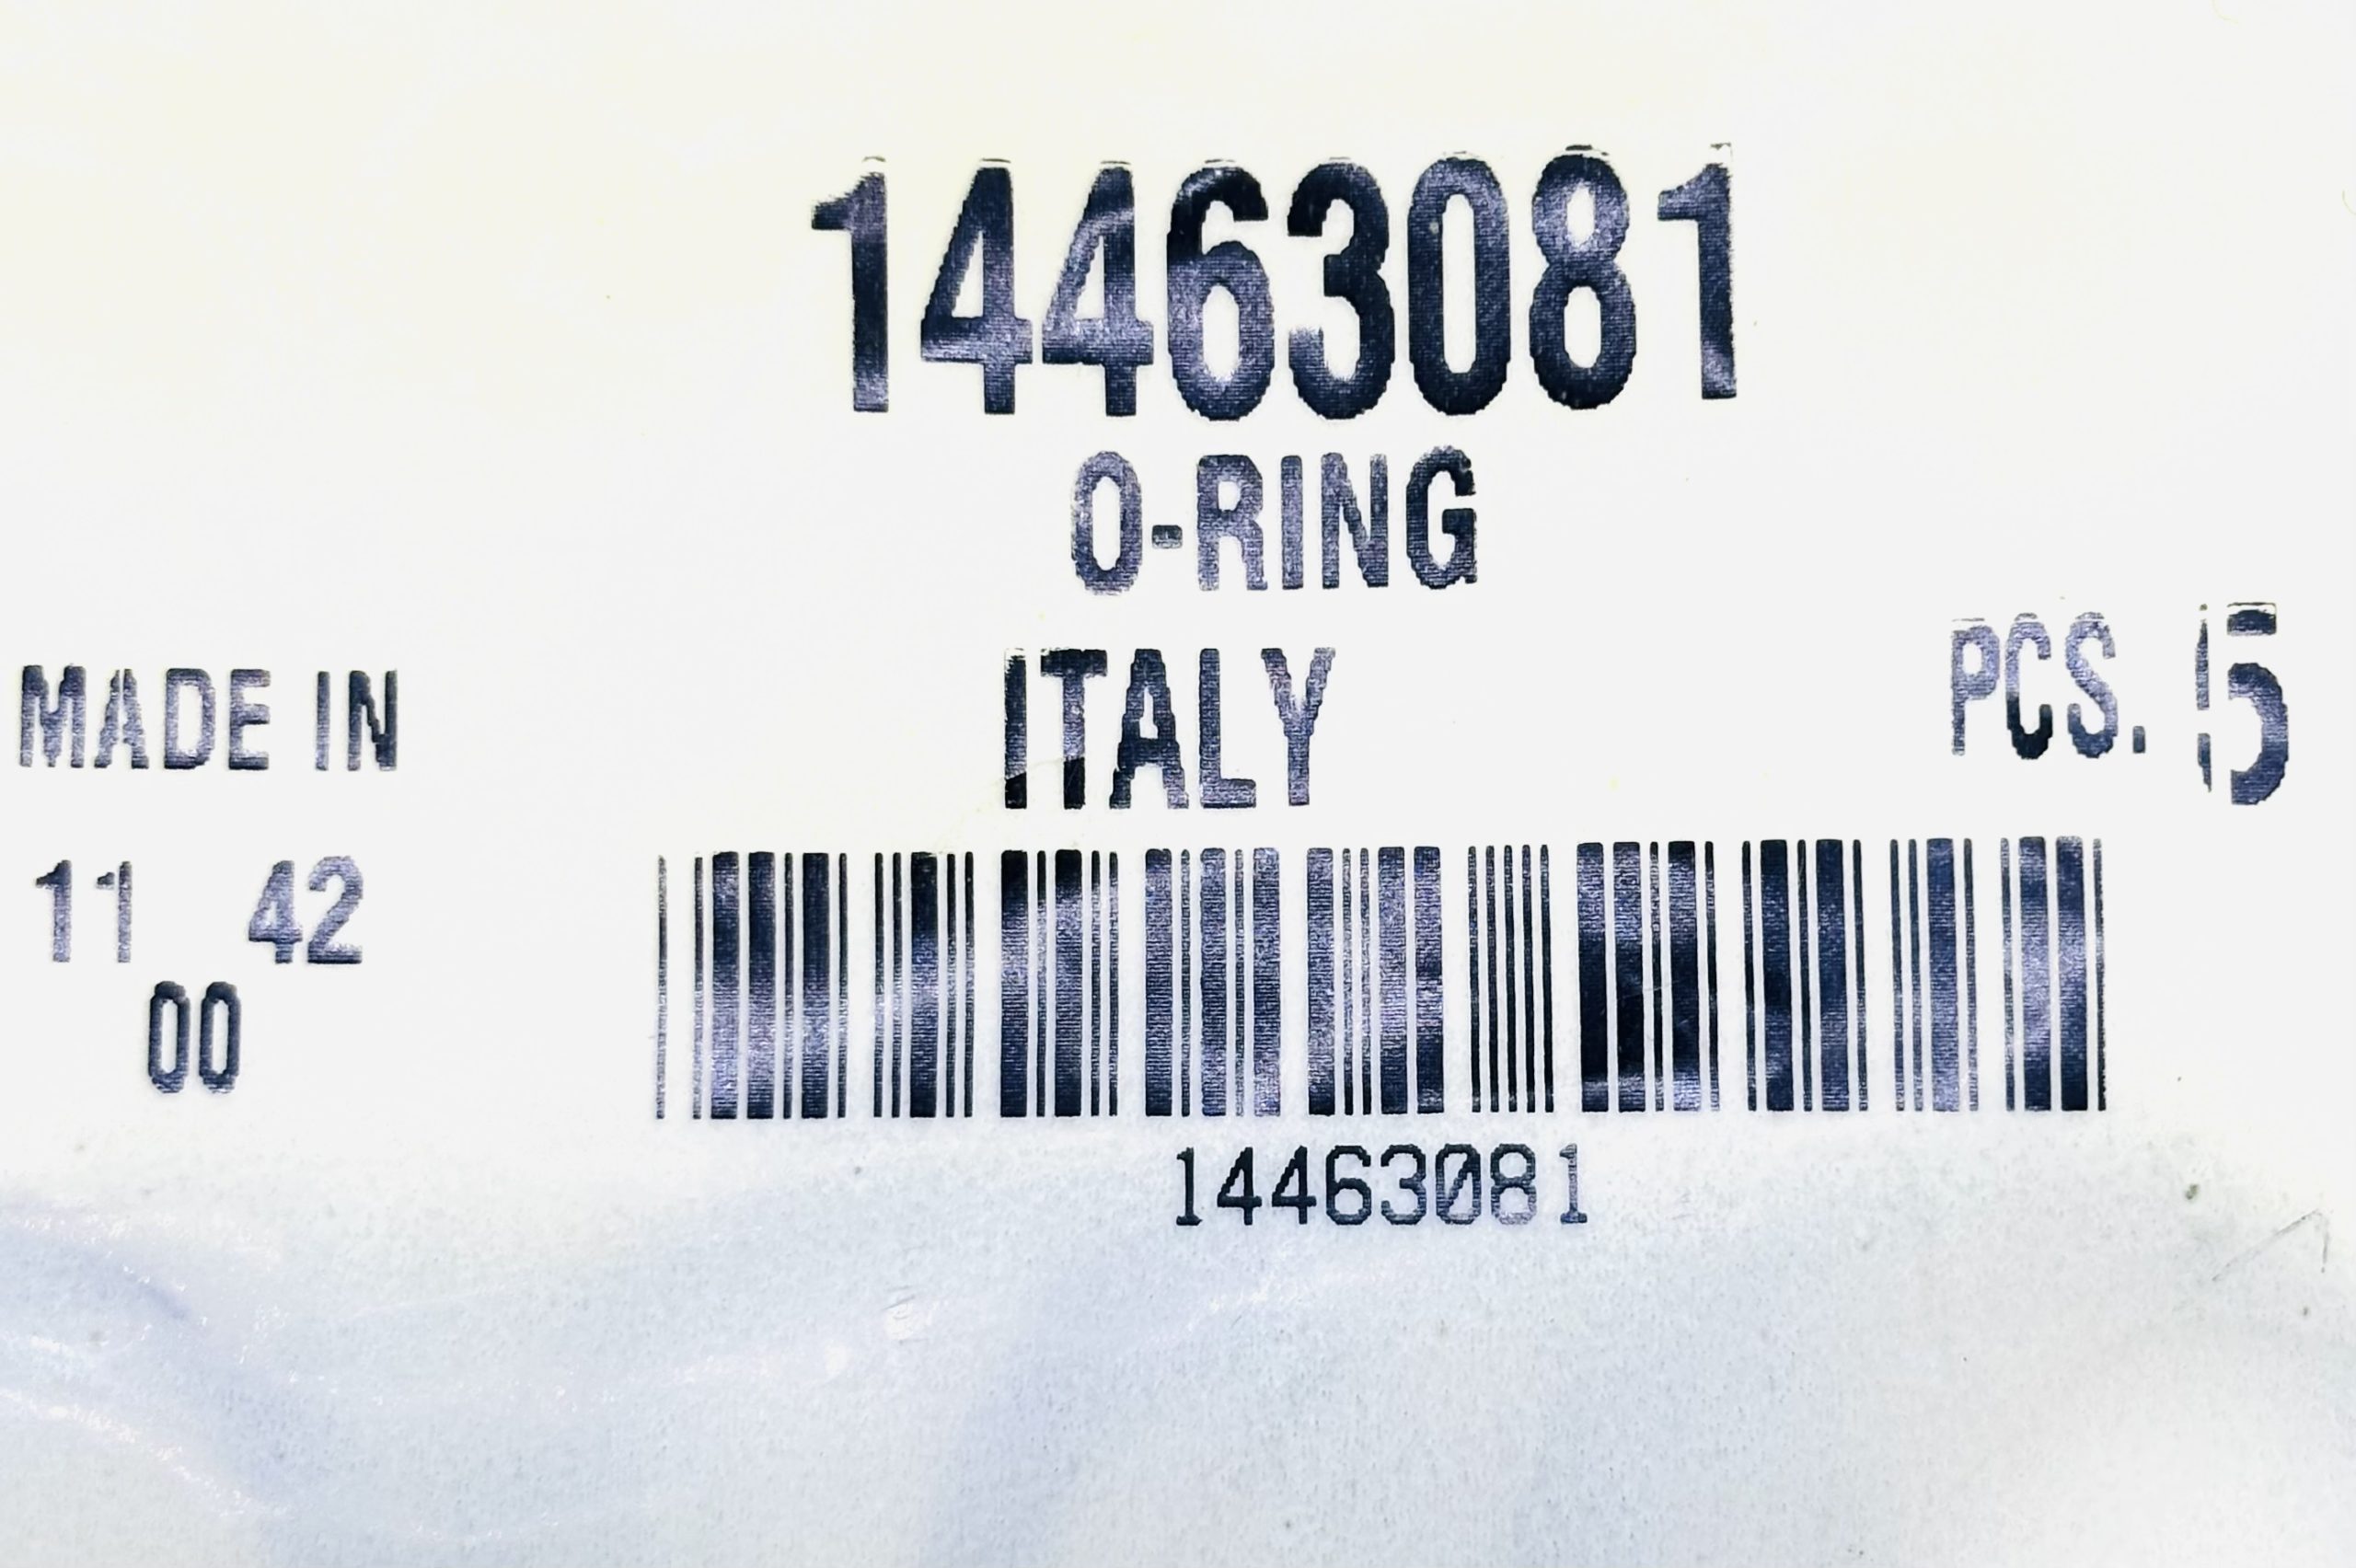 14463081
O-RING
MADE IN ITALY PCS. 5
11 42
00
14463081